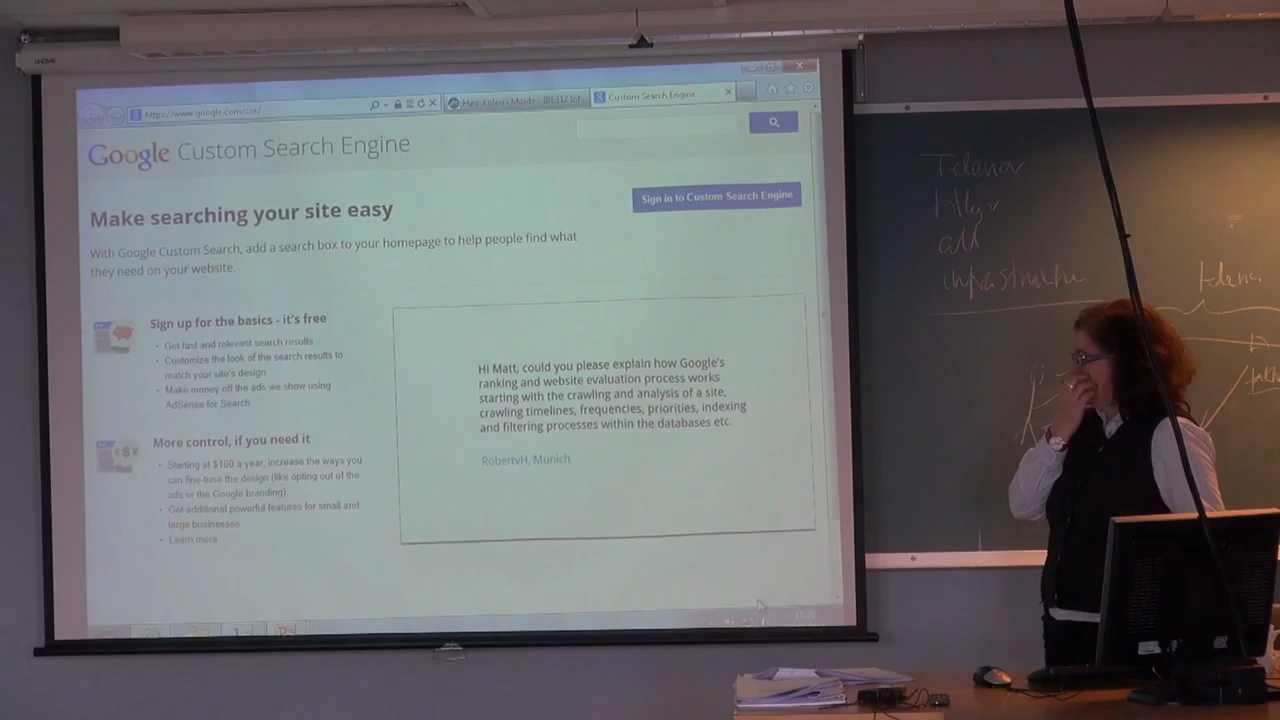 https://www.google.com/cse/
Custom Search Engine
Google Custom Search Engine
Sign in to Custom Search Engine
Make searching your site easy
With Google Custom Search, add a search box to your homepage to help people find what
they need on your website.
Sign up for the basics - it's free
Get fast and relevant search results
Customize the look of the search results to
match your site's design
Make money off the ads we show using
AdSense for Search
More control, if you need it
Starting at $100 a year, increase the ways you
can fine-tune the design (like opting out of the
ads or the Google branding)
Get additional powerful features for small and
large businesses
Learn more
Hi Matt, could you please explain how Google's
ranking and website evaluation process works
starting with the crawling and analysis of a site,
crawling timelines, frequencies, priorities, indexing
and filtering processes within the databases etc.
RobertvH, Munich
Telenor
all